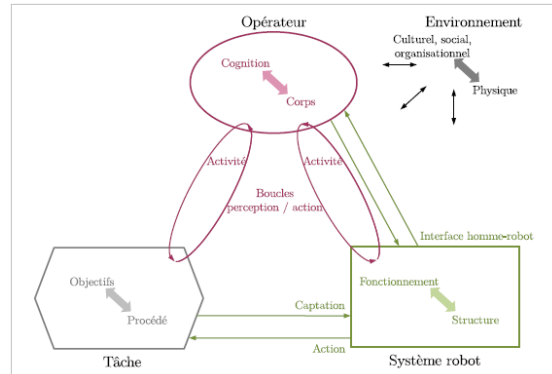 Opérateur
Environnement
Culturel, social,
organisationnel
Physique
Cognition
Corps
Activité
Activité
Boucles
perception / action
Interface homme-robot
Objectifs
Procédé
Captation
Action
Fonctionnement
Structure
Tâche
Système robot